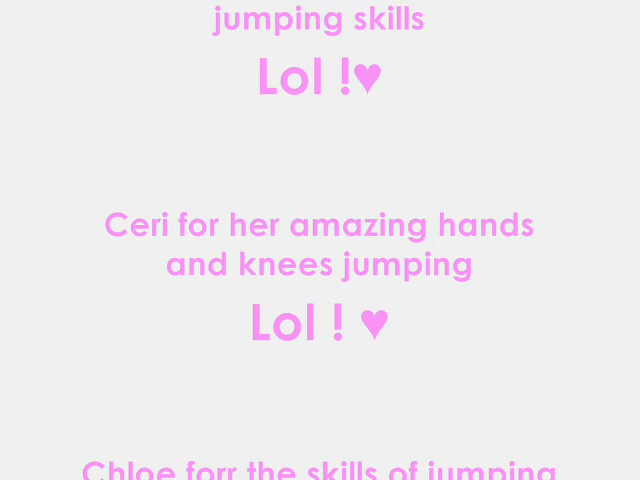 jumping skills
Lol !♥
Ceri for her amazing hands
and knees jumping
Lol ! ♥
Chloe forr the skills of jumping